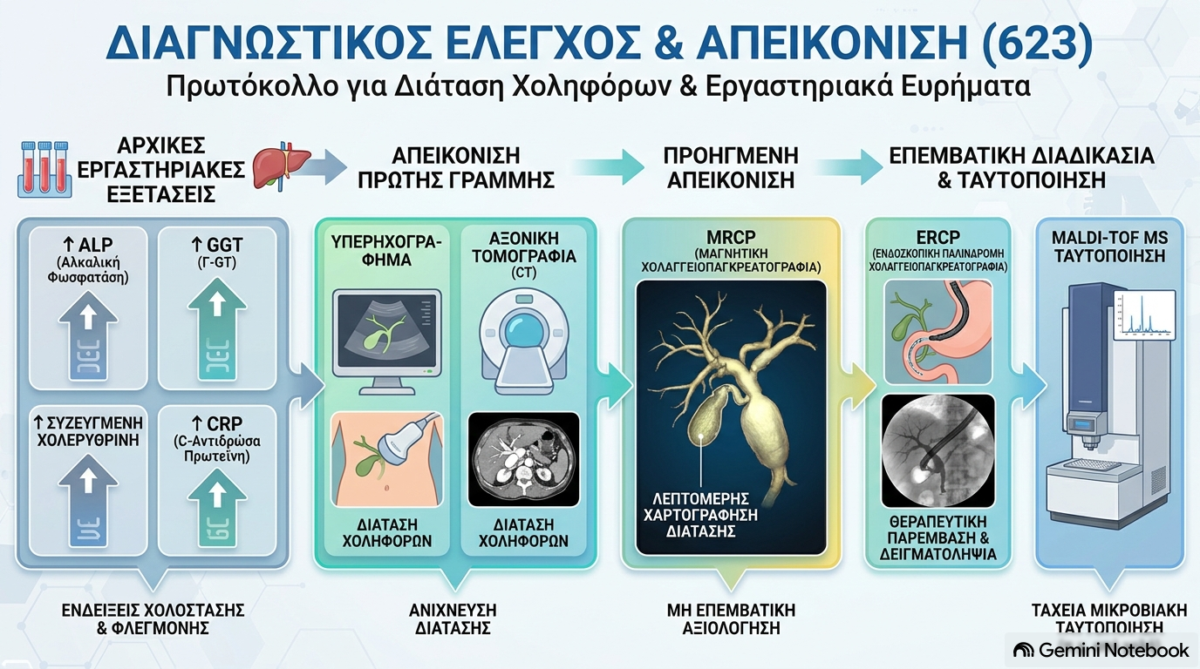 ΔΙΑΓΝΩΣΤΙΚΟΣ ΕΛΕΓΧΟΣ & ΑΠΕΙΚΟΝΙΣΗ (623)
Πρωτόκολλο για Διάταση Χοληφόρων & Εργαστηριακά Ευρήματα
ΑΡΧΙΚΕΣ
ΕΡΓΑΣΤΗΡΙΑΚΕΣ
ΕΞΕΤΑΣΕΙΣ
ΑΠΕΙΚΟΝΙΣΗ
ΠΡΩΤΗΣ ΓΡΑΜΜΗΣ
ΠΡΟΗΓΜΕΝΗ
ΑΠΕΙΚΟΝΙΣΗ
ΕΠΕΜΒΑΤΙΚΗ ΔΙΑΔΙΚΑΣΙΑ
& ΤΑΥΤΟΠΟΙΗΣΗ
↑ ALP
(Αλκαλική
Φωσφατάση)
↑ GGT
(Γ-GT)
↑ ΣΥΖΕΥΓΜΕΝΗ
ΧΟΛΕΡΥΘΡΙΝΗ
↑ CRP
(C-Αντιδρώσα
Πρωτεΐνη)
ΕΝΔΕΙΞΕΙΣ ΧΟΛΟΣΤΑΣΗΣ
& ΦΛΕΓΜΟΝΗΣ
ΥΠΕΡΗΧΟΓΡΑ-
ΦΗΜΑ
ΔΙΑΤΑΣΗ
ΧΟΛΗΦΟΡΩΝ
ΑΞΟΝΙΚΗ
ΤΟΜΟΓΡΑΦΙΑ
(CT)
ΔΙΑΤΑΣΗ
ΧΟΛΗΦΟΡΩΝ
ΑΝΙΧΝΕΥΣΗ
ΔΙΑΤΑΣΗΣ
MRCP
(ΜΑΓΝΗΤΙΚΗ
ΧΟΛΑΓΓΕΙΟΠΑΓΚΡΕΑΤΟΓΡΑΦΙΑ)
ΛΕΠΤΟΜΕΡΗΣ
ΧΑΡΤΟΓΡΑΦΗΣΗ
ΔΙΑΤΑΣΗΣ
ΜΗ ΕΠΕΜΒΑΤΙΚΗ
ΑΞΙΟΛΟΓΗΣΗ
ERCP
(ΕΝΔΟΣΚΟΠΙΚΗ ΠΑΛΙΝΔΡΟΜΗ
ΧΟΛΑΓΓΕΙΟΠΑΓΚΡΕΑΤΟΓΡΑΦΙΑ)
ΘΕΡΑΠΕΥΤΙΚΗ
ΠΑΡΕΜΒΑΣΗ &
ΔΕΙΓΜΑΤΟΛΗΨΙΑ
MALDI-TOF MS
ΤΑΥΤΟΠΟΙΗΣΗ
ΤΑΧΕΙΑ ΜΙΚΡΟΒΙΑΚΗ
ΤΑΥΤΟΠΟΙΗΣΗ
Gemini Notebook